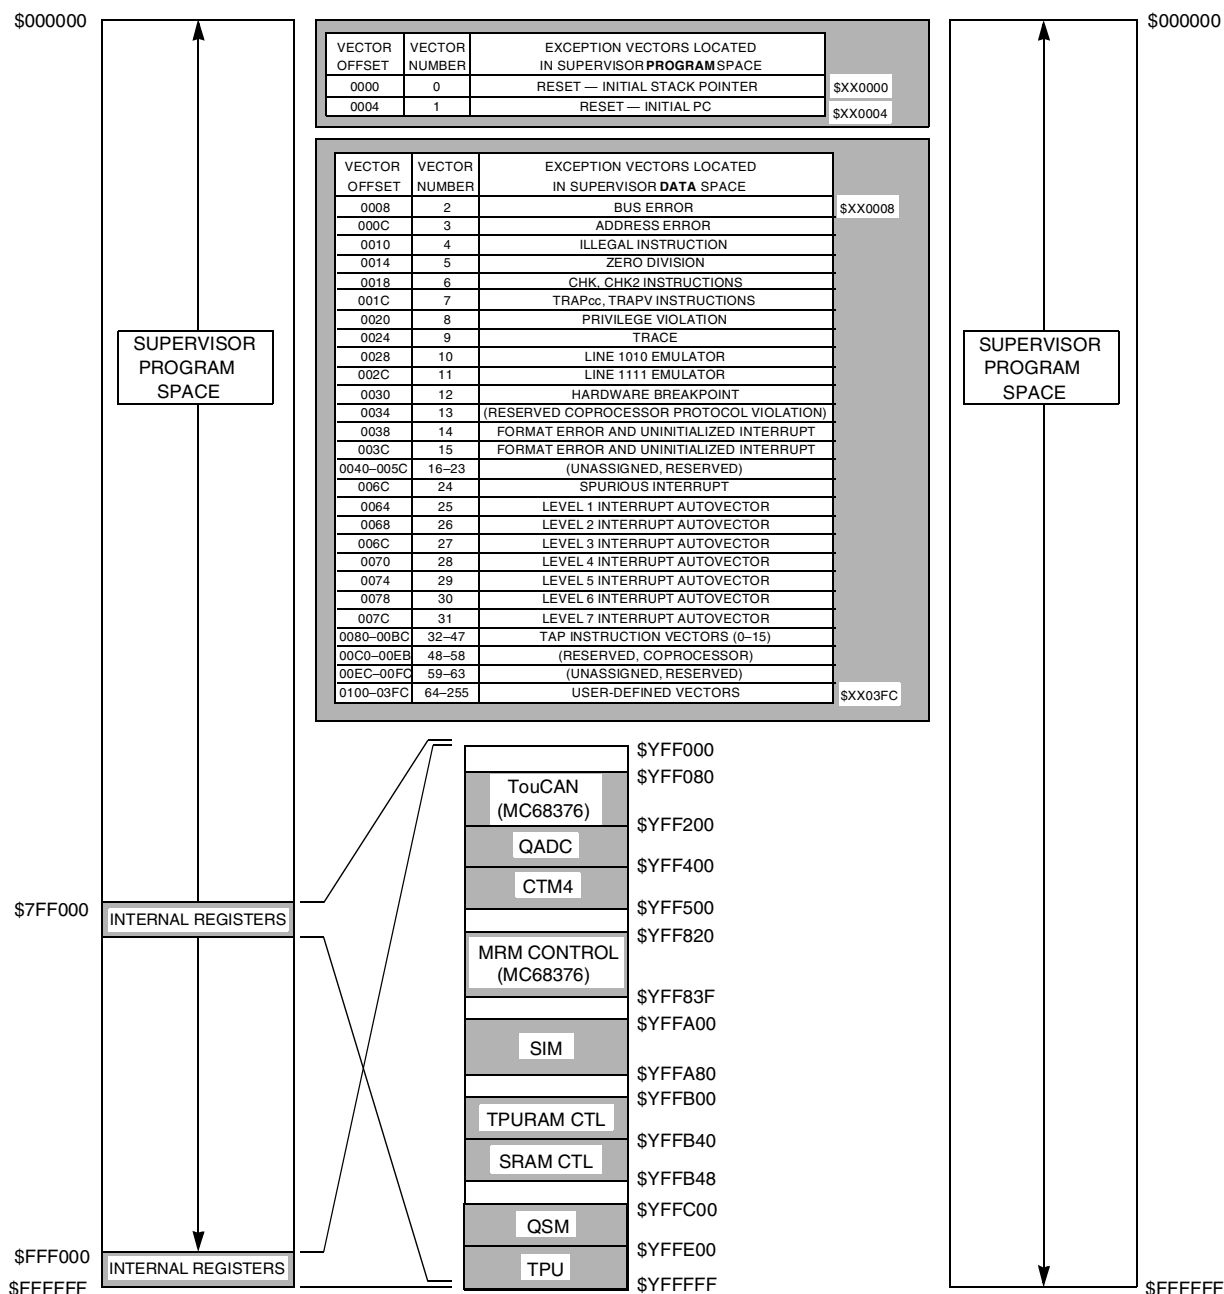 $000000
$000000
VECTOR OFFSET VECTOR NUMBER EXCEPTION VECTORS LOCATED IN SUPERVISOR PROGRAM SPACE
0000 0 RESET — INITIAL STACK POINTER $XX0000
0004 1 RESET — INITIAL PC $XX0004
VECTOR OFFSET VECTOR NUMBER EXCEPTION VECTORS LOCATED IN SUPERVISOR DATA SPACE
0008 2 BUS ERROR $XX0008
000C 3 ADDRESS ERROR
0010 4 ILLEGAL INSTRUCTION
0014 5 ZERO DIVISION
0018 6 CHK, CHK2 INSTRUCTIONS
001C 7 TRAPcc, TRAPV INSTRUCTIONS
0020 8 PRIVILEGE VIOLATION
0024 9 TRACE
0028 10 LINE 1010 EMULATOR
002C 11 LINE 1111 EMULATOR
0030 12 HARDWARE BREAKPOINT
0034 13 (RESERVED COPROCESSOR PROTOCOL VIOLATION)
0038 14 FORMAT ERROR AND UNINITIALIZED INTERRUPT
003C 15 FORMAT ERROR AND UNINITIALIZED INTERRUPT
0040–005C 16–23 (UNASSIGNED, RESERVED)
006C 24 SPURIOUS INTERRUPT
0064 25 LEVEL 1 INTERRUPT AUTOVECTOR
0068 26 LEVEL 2 INTERRUPT AUTOVECTOR
006C 27 LEVEL 3 INTERRUPT AUTOVECTOR
0070 28 LEVEL 4 INTERRUPT AUTOVECTOR
0074 29 LEVEL 5 INTERRUPT AUTOVECTOR
0078 30 LEVEL 6 INTERRUPT AUTOVECTOR
007C 31 LEVEL 7 INTERRUPT AUTOVECTOR
0080–00BC 32–47 TAP INSTRUCTION VECTORS (0–15)
00C0–00EB 48–58 (RESERVED, COPROCESSOR)
00EC–00FC 59–63 (UNASSIGNED, RESERVED)
0100–03FC 64–255 USER-DEFINED VECTORS $XX03FC
SUPERVISOR
PROGRAM
SPACE
SUPERVISOR
PROGRAM
SPACE
$YFF000
$YFF080
TouCAN
(MC68376)
$YFF200
QADC
$YFF400
CTM4
$YFF500
$7FF000
INTERNAL REGISTERS
$YFF820
MRM CONTROL
(MC68376)
$YFF83F
$YFFA00
SIM
$YFFA80
$YFFB00
TPURAM CTL
$YFFB40
SRAM CTL
$YFFB48
$YFFC00
QSM
$YFFE00
TPU
$YFFFFF
$FFF000
INTERNAL REGISTERS
$FFFFFF
$FFFFFF